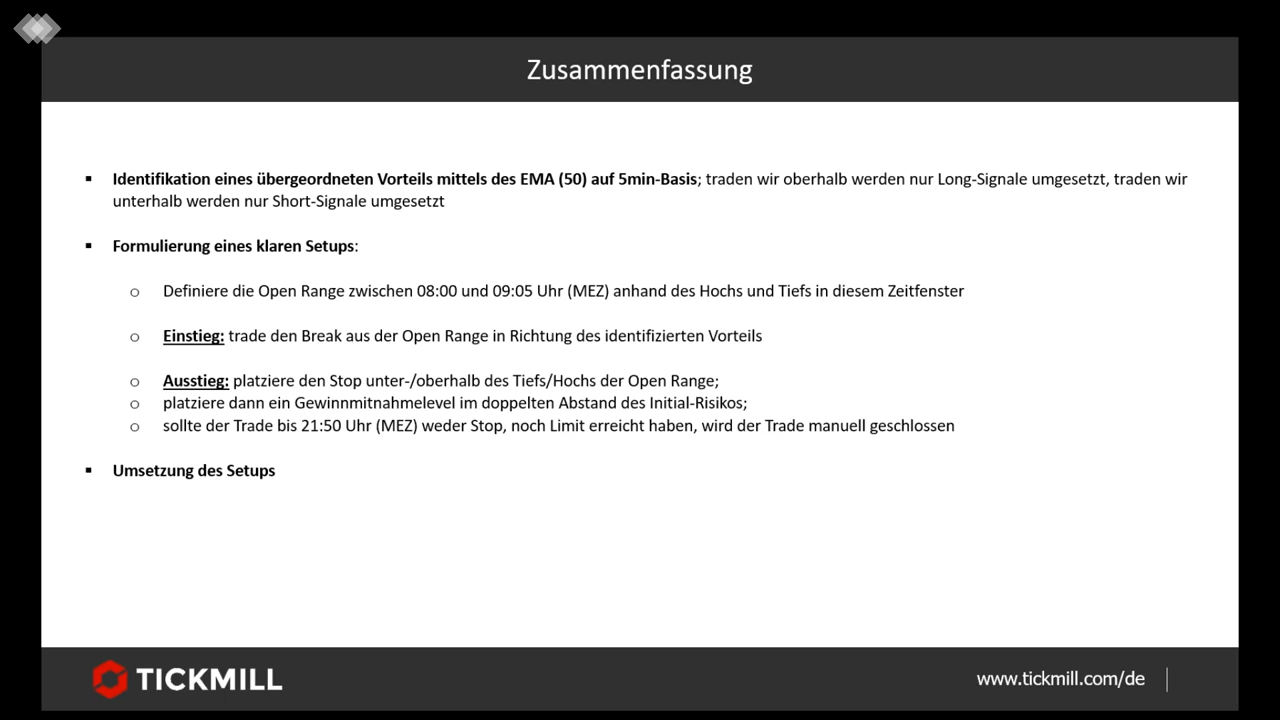 Zusammenfassung
▪ Identifikation eines übergeordneten Vorteils mittels des EMA (50) auf 5min-Basis; traden wir oberhalb werden nur Long-Signale umgesetzt, traden wir
unterhalb werden nur Short-Signale umgesetzt
▪ Formulierung eines klaren Setups:
o Definiere die Open Range zwischen 08:00 und 09:05 Uhr (MEZ) anhand des Hochs und Tiefs in diesem Zeitfenster
o Einstieg: trade den Break aus der Open Range in Richtung des identifizierten Vorteils
o Ausstieg: platziere den Stop unter-/oberhalb des Tiefs/Hochs der Open Range;
o platziere dann ein Gewinnmitnahmelevel im doppelten Abstand des Initial-Risikos;
o sollte der Trade bis 21:50 Uhr (MEZ) weder Stop, noch Limit erreicht haben, wird der Trade manuell geschlossen
▪ Umsetzung des Setups
TICKMILL
www.tickmill.com/de